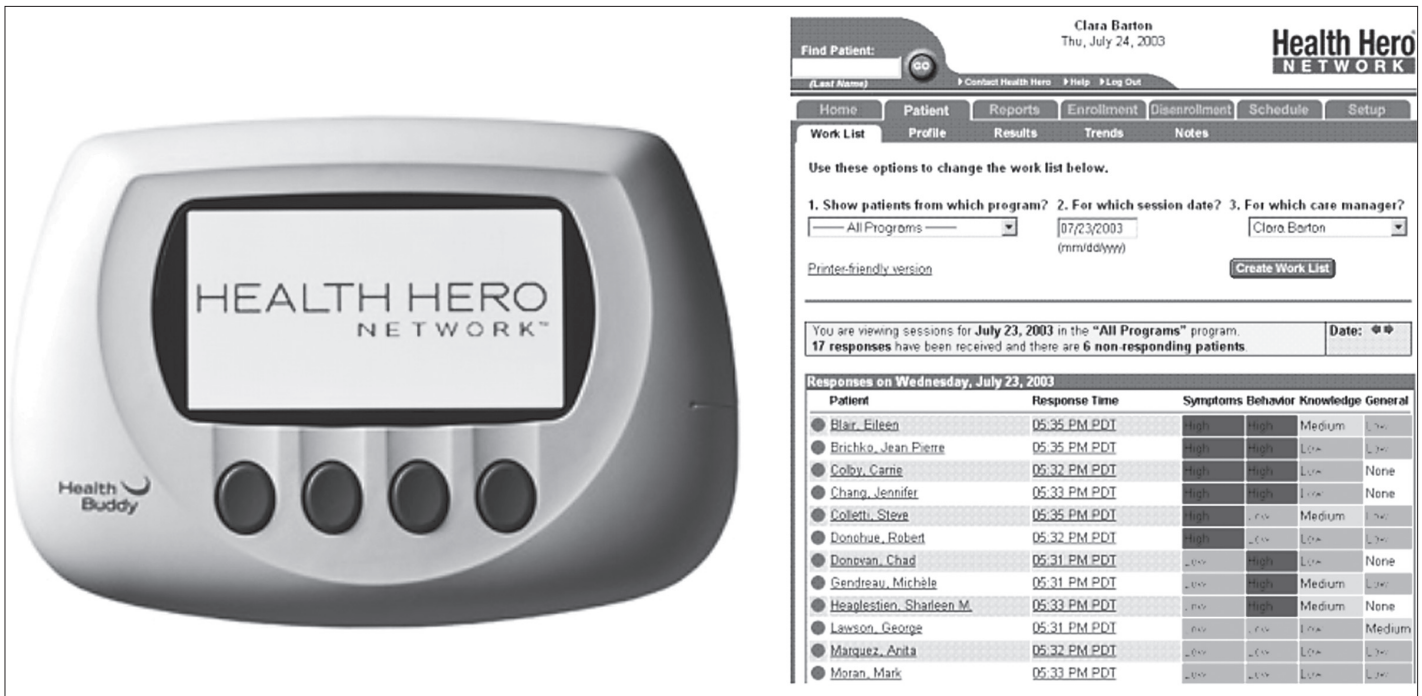 HEALTH HERO
NETWORK™
Health
Buddy
Clara Barton
Thu, July 24, 2003
Health Hero
NETWORK
Find Patient:
GO
(Last Name)
Contact Health Hero Help Log Out
Home Patient Reports Enrollment Disenrollment Schedule Setup
Work List Profile Results Trends Notes
Use these options to change the work list below.
1. Show patients from which program? 2. For which session date? 3. For which care manager?
—— All Programs —— 07/23/2003 Clara Barton
(mm/dd/yyyy)
Printer-friendly version Create Work List
You are viewing sessions for July 23, 2003 in the "All Programs" program. Date:
17 responses have been received and there are 6 non-responding patients.
Responses on Wednesday, July 23, 2003
Patient Response Time Symptoms Behavior Knowledge General
Blair, Eileen 05:35 PM PDT High High Medium Low
Brichko, Jean Pierre 05:35 PM PDT High High Low Low
Colby, Carrie 05:32 PM PDT High High Low None
Chang, Jennifer 05:33 PM PDT High High Low None
Colletti, Steve 05:35 PM PDT High Low Medium Low
Donohue, Robert 05:32 PM PDT High Low Low Low
Donovan, Chad 05:31 PM PDT Low High Low None
Gendreau, Michèle 05:31 PM PDT Low High Medium Low
Heaplestien, Sharleen M. 05:33 PM PDT Low High Medium None
Lawson, George 05:31 PM PDT Low Low Low Medium
Marquez, Anita 05:32 PM PDT Low Low Low Low
Moran, Mark 05:33 PM PDT Low Low Low Low